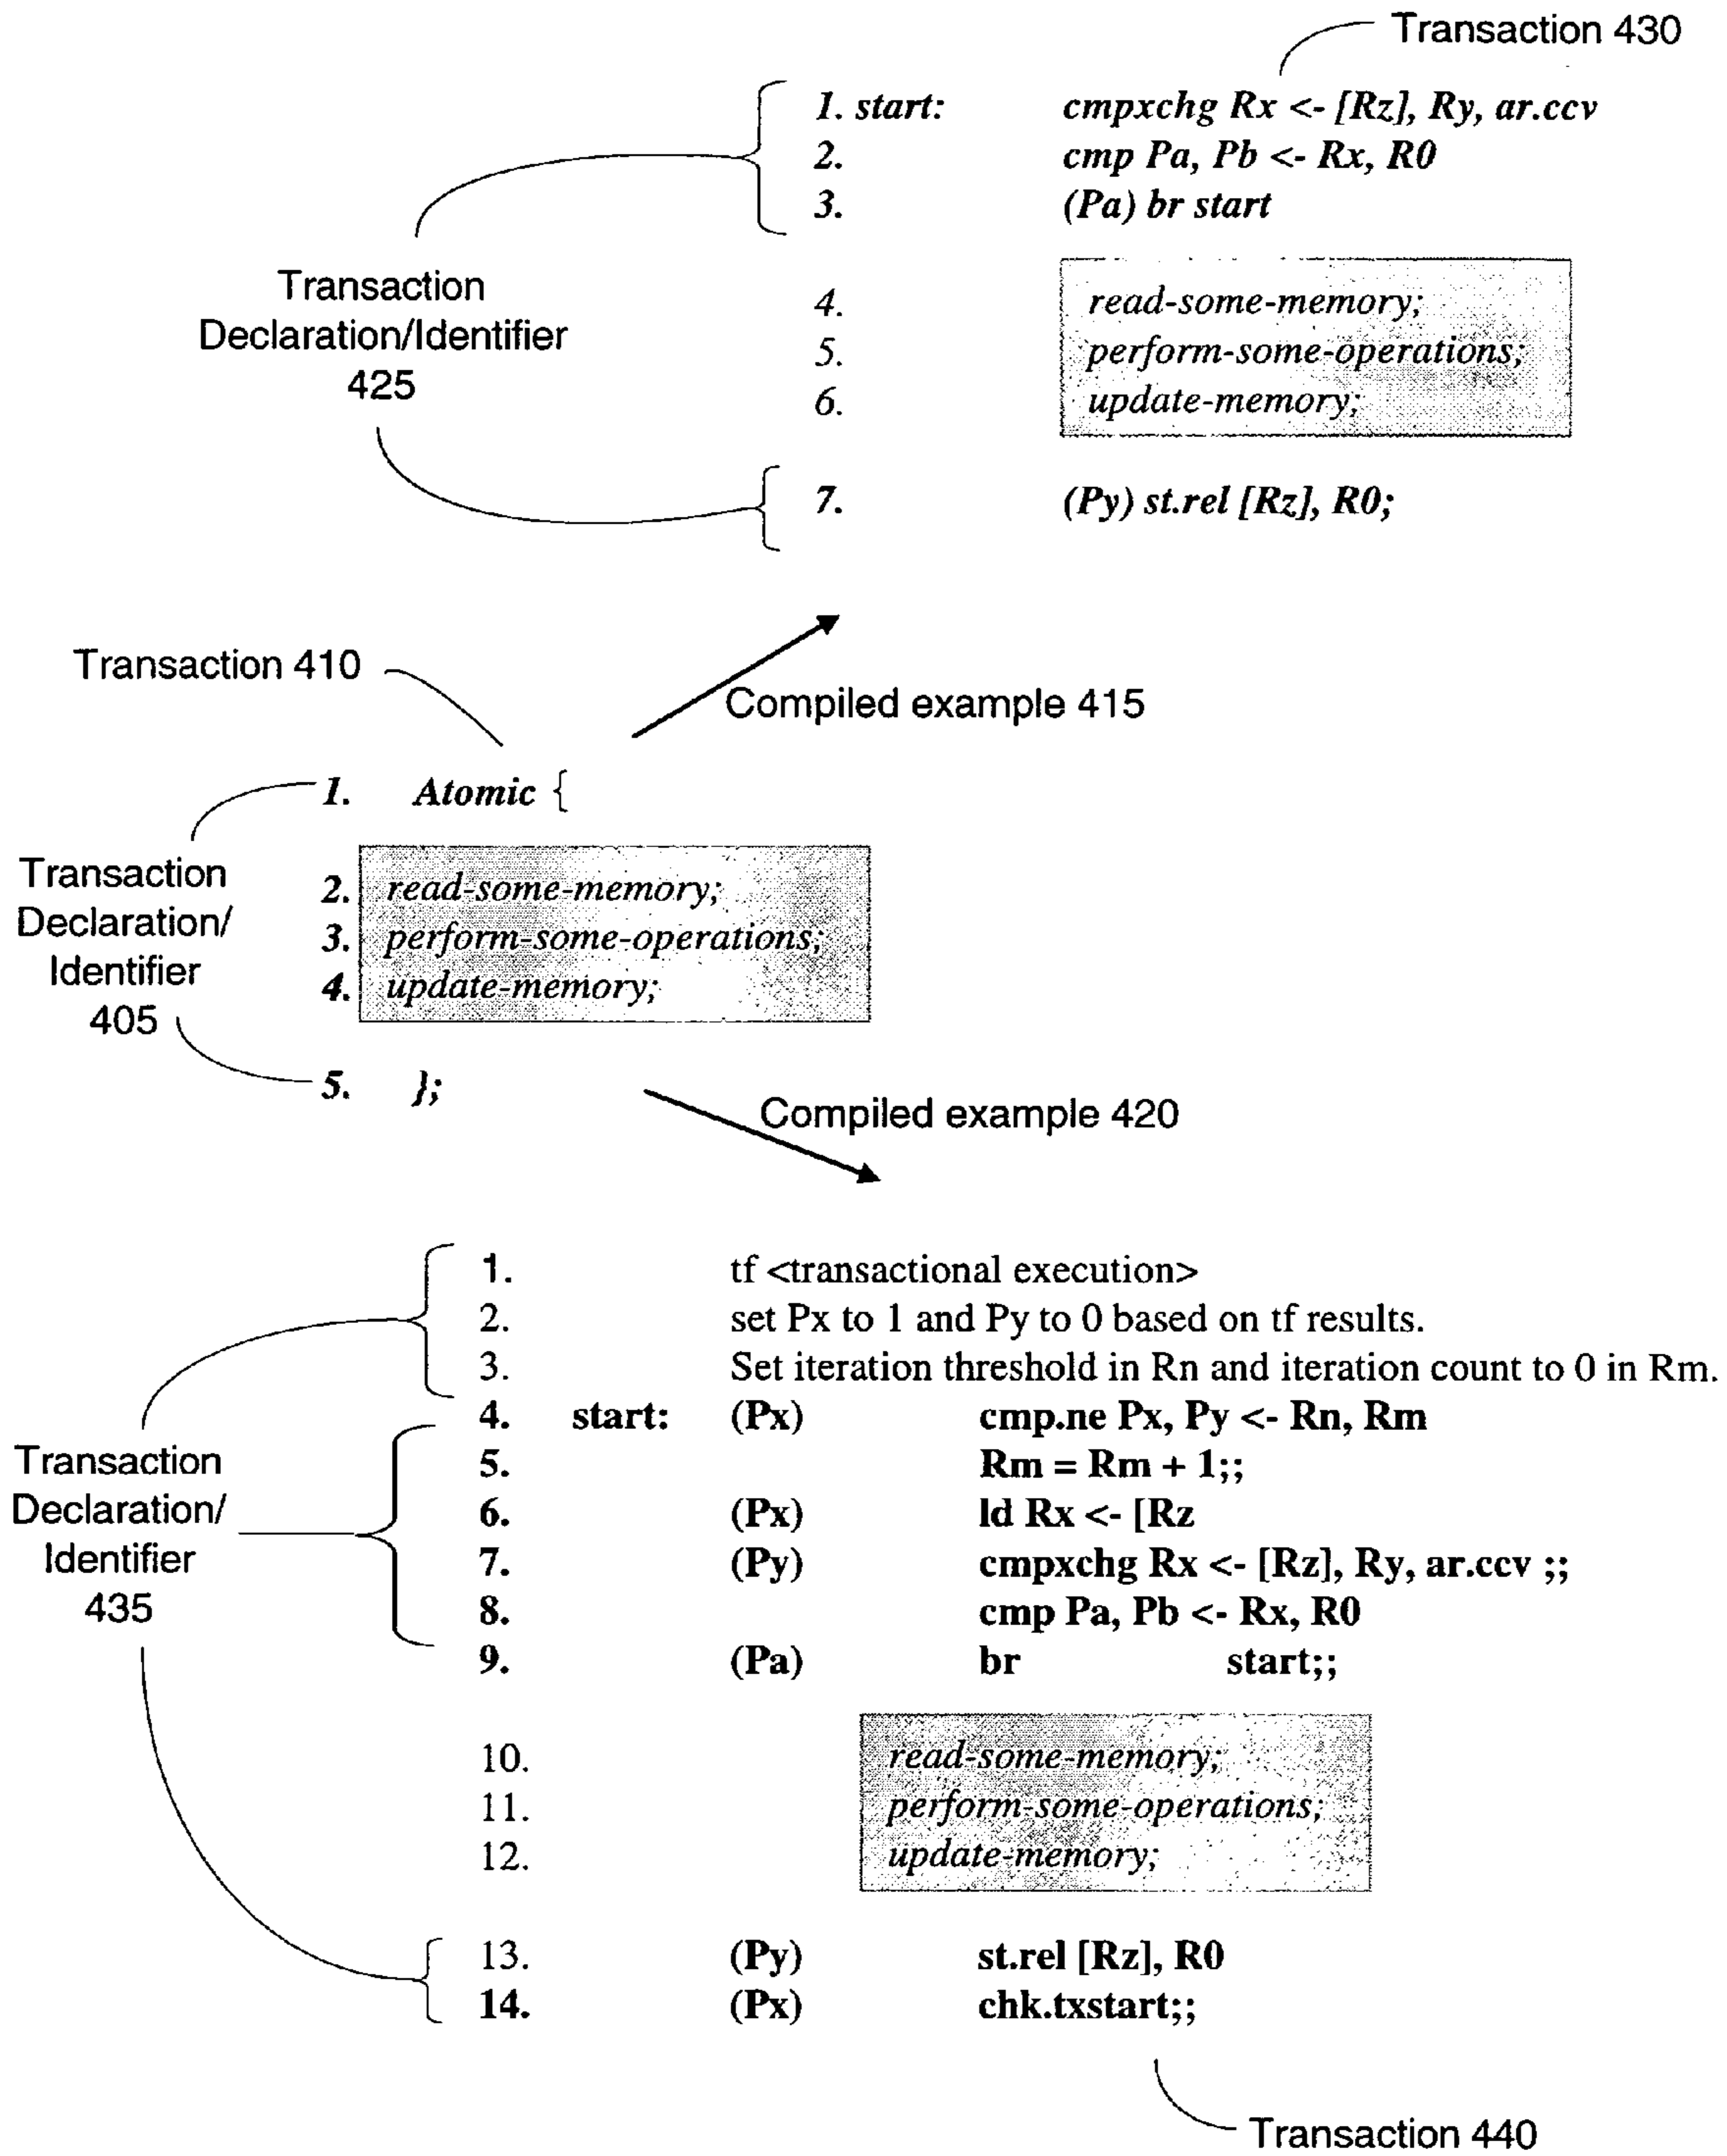 Transaction 430
1. start: cmpxchg Rx <- [Rz], Ry, ar.ccv
2. cmp Pa, Pb <- Rx, R0
3. (Pa) br start
Transaction
Declaration/Identifier
425
4. read-some-memory;
5. perform-some-operations;
6. update-memory;
7. (Py) st.rel [Rz], R0;
Transaction 410
Compiled example 415
1. Atomic {
Transaction
Declaration/
Identifier
405
2. read-some-memory;
3. perform-some-operations;
4. update-memory;
5. };
Compiled example 420
1. tf <transactional execution>
2. set Px to 1 and Py to 0 based on tf results.
3. Set iteration threshold in Rn and iteration count to 0 in Rm.
4. start: (Px) cmp.ne Px, Py <- Rn, Rm
5. Rm = Rm + 1;;
6. (Px) ld Rx <- [Rz
7. (Py) cmpxchg Rx <- [Rz], Ry, ar.ccv ;;
8. cmp Pa, Pb <- Rx, R0
9. (Pa) br start;;
Transaction
Declaration/
Identifier
435
10. read-some-memory;
11. perform-some-operations;
12. update-memory;
13. (Py) st.rel [Rz], R0
14. (Px) chk.txstart;;
Transaction 440